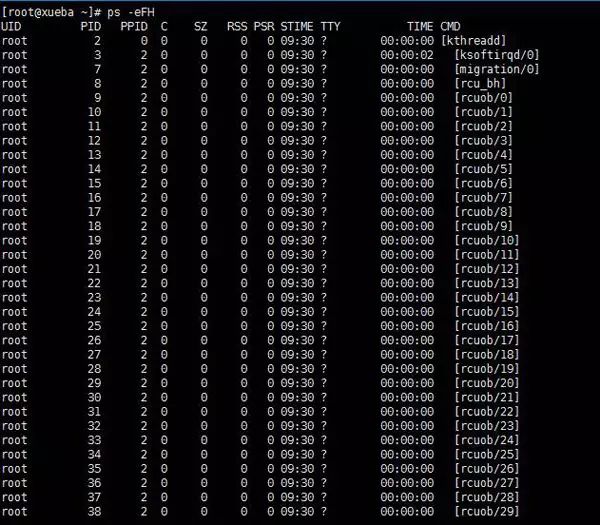 [root@xueba ~]# ps -eFH
UID PID PPID C SZ RSS PSR STIME TTY TIME CMD
root 2 0 0 0 0 0 09:30 ? 00:00:00 [kthreadd]
root 3 2 0 0 0 0 09:30 ? 00:00:02 [ksoftirqd/0]
root 7 2 0 0 0 0 09:30 ? 00:00:00 [migration/0]
root 8 2 0 0 0 0 09:30 ? 00:00:00 [rcu_bh]
root 9 2 0 0 0 0 09:30 ? 00:00:00 [rcuob/0]
root 10 2 0 0 0 0 09:30 ? 00:00:00 [rcuob/1]
root 11 2 0 0 0 0 09:30 ? 00:00:00 [rcuob/2]
root 12 2 0 0 0 0 09:30 ? 00:00:00 [rcuob/3]
root 13 2 0 0 0 0 09:30 ? 00:00:00 [rcuob/4]
root 14 2 0 0 0 0 09:30 ? 00:00:00 [rcuob/5]
root 15 2 0 0 0 0 09:30 ? 00:00:00 [rcuob/6]
root 16 2 0 0 0 0 09:30 ? 00:00:00 [rcuob/7]
root 17 2 0 0 0 0 09:30 ? 00:00:00 [rcuob/8]
root 18 2 0 0 0 0 09:30 ? 00:00:00 [rcuob/9]
root 19 2 0 0 0 0 09:30 ? 00:00:00 [rcuob/10]
root 20 2 0 0 0 0 09:30 ? 00:00:00 [rcuob/11]
root 21 2 0 0 0 0 09:30 ? 00:00:00 [rcuob/12]
root 22 2 0 0 0 0 09:30 ? 00:00:00 [rcuob/13]
root 23 2 0 0 0 0 09:30 ? 00:00:00 [rcuob/14]
root 24 2 0 0 0 0 09:30 ? 00:00:00 [rcuob/15]
root 25 2 0 0 0 0 09:30 ? 00:00:00 [rcuob/16]
root 26 2 0 0 0 0 09:30 ? 00:00:00 [rcuob/17]
root 27 2 0 0 0 0 09:30 ? 00:00:00 [rcuob/18]
root 28 2 0 0 0 0 09:30 ? 00:00:00 [rcuob/19]
root 29 2 0 0 0 0 09:30 ? 00:00:00 [rcuob/20]
root 30 2 0 0 0 0 09:30 ? 00:00:00 [rcuob/21]
root 31 2 0 0 0 0 09:30 ? 00:00:00 [rcuob/22]
root 32 2 0 0 0 0 09:30 ? 00:00:00 [rcuob/23]
root 33 2 0 0 0 0 09:30 ? 00:00:00 [rcuob/24]
root 34 2 0 0 0 0 09:30 ? 00:00:00 [rcuob/25]
root 35 2 0 0 0 0 09:30 ? 00:00:00 [rcuob/26]
root 36 2 0 0 0 0 09:30 ? 00:00:00 [rcuob/27]
root 37 2 0 0 0 0 09:30 ? 00:00:00 [rcuob/28]
root 38 2 0 0 0 0 09:30 ? 00:00:00 [rcuob/29]